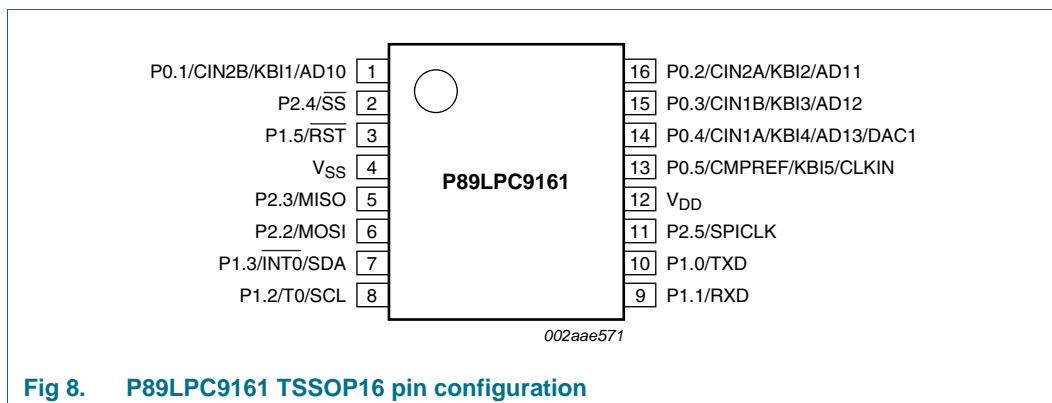 P0.1/CIN2B/KBI1/AD10 1
P2.4/S̅S̅ 2
P1.5/R̅S̅T̅ 3
VSS 4
P2.3/MISO 5
P2.2/MOSI 6
P1.3/I̅N̅T̅0̅/SDA 7
P1.2/T0/SCL 8
P89LPC9161
16 P0.2/CIN2A/KBI2/AD11
15 P0.3/CIN1B/KBI3/AD12
14 P0.4/CIN1A/KBI4/AD13/DAC1
13 P0.5/CMPREF/KBI5/CLKIN
12 VDD
11 P2.5/SPICLK
10 P1.0/TXD
9 P1.1/RXD
002aae571
Fig 8. P89LPC9161 TSSOP16 pin configuration